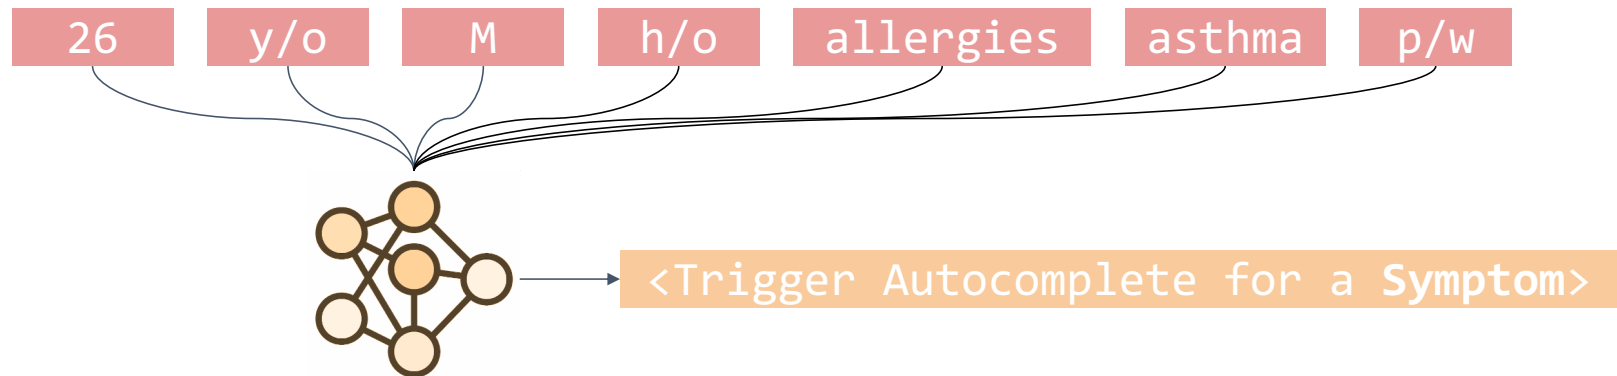 26 y/o M h/o allergies asthma p/w
<Trigger Autocomplete for a Symptom>